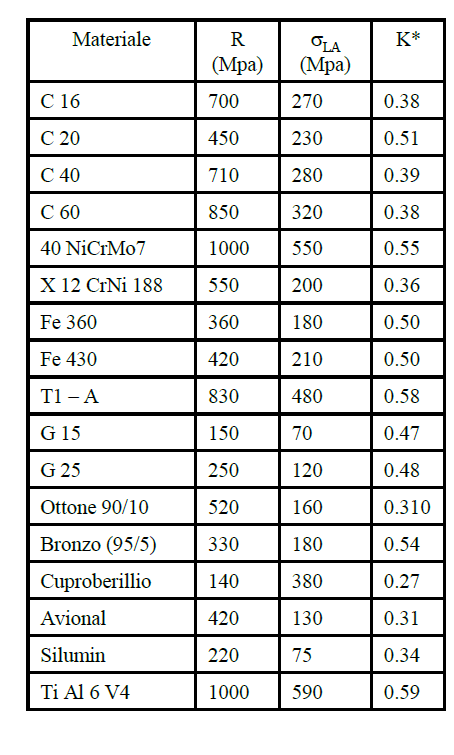 Materiale R σLA K*
(Mpa) (Mpa)
C 16 700 270 0.38
C 20 450 230 0.51
C 40 710 280 0.39
C 60 850 320 0.38
40 NiCrMo7 1000 550 0.55
X 12 CrNi 188 550 200 0.36
Fe 360 360 180 0.50
Fe 430 420 210 0.50
T1 – A 830 480 0.58
G 15 150 70 0.47
G 25 250 120 0.48
Ottone 90/10 520 160 0.310
Bronzo (95/5) 330 180 0.54
Cuproberillio 140 380 0.27
Avional 420 130 0.31
Silumin 220 75 0.34
Ti Al 6 V4 1000 590 0.59